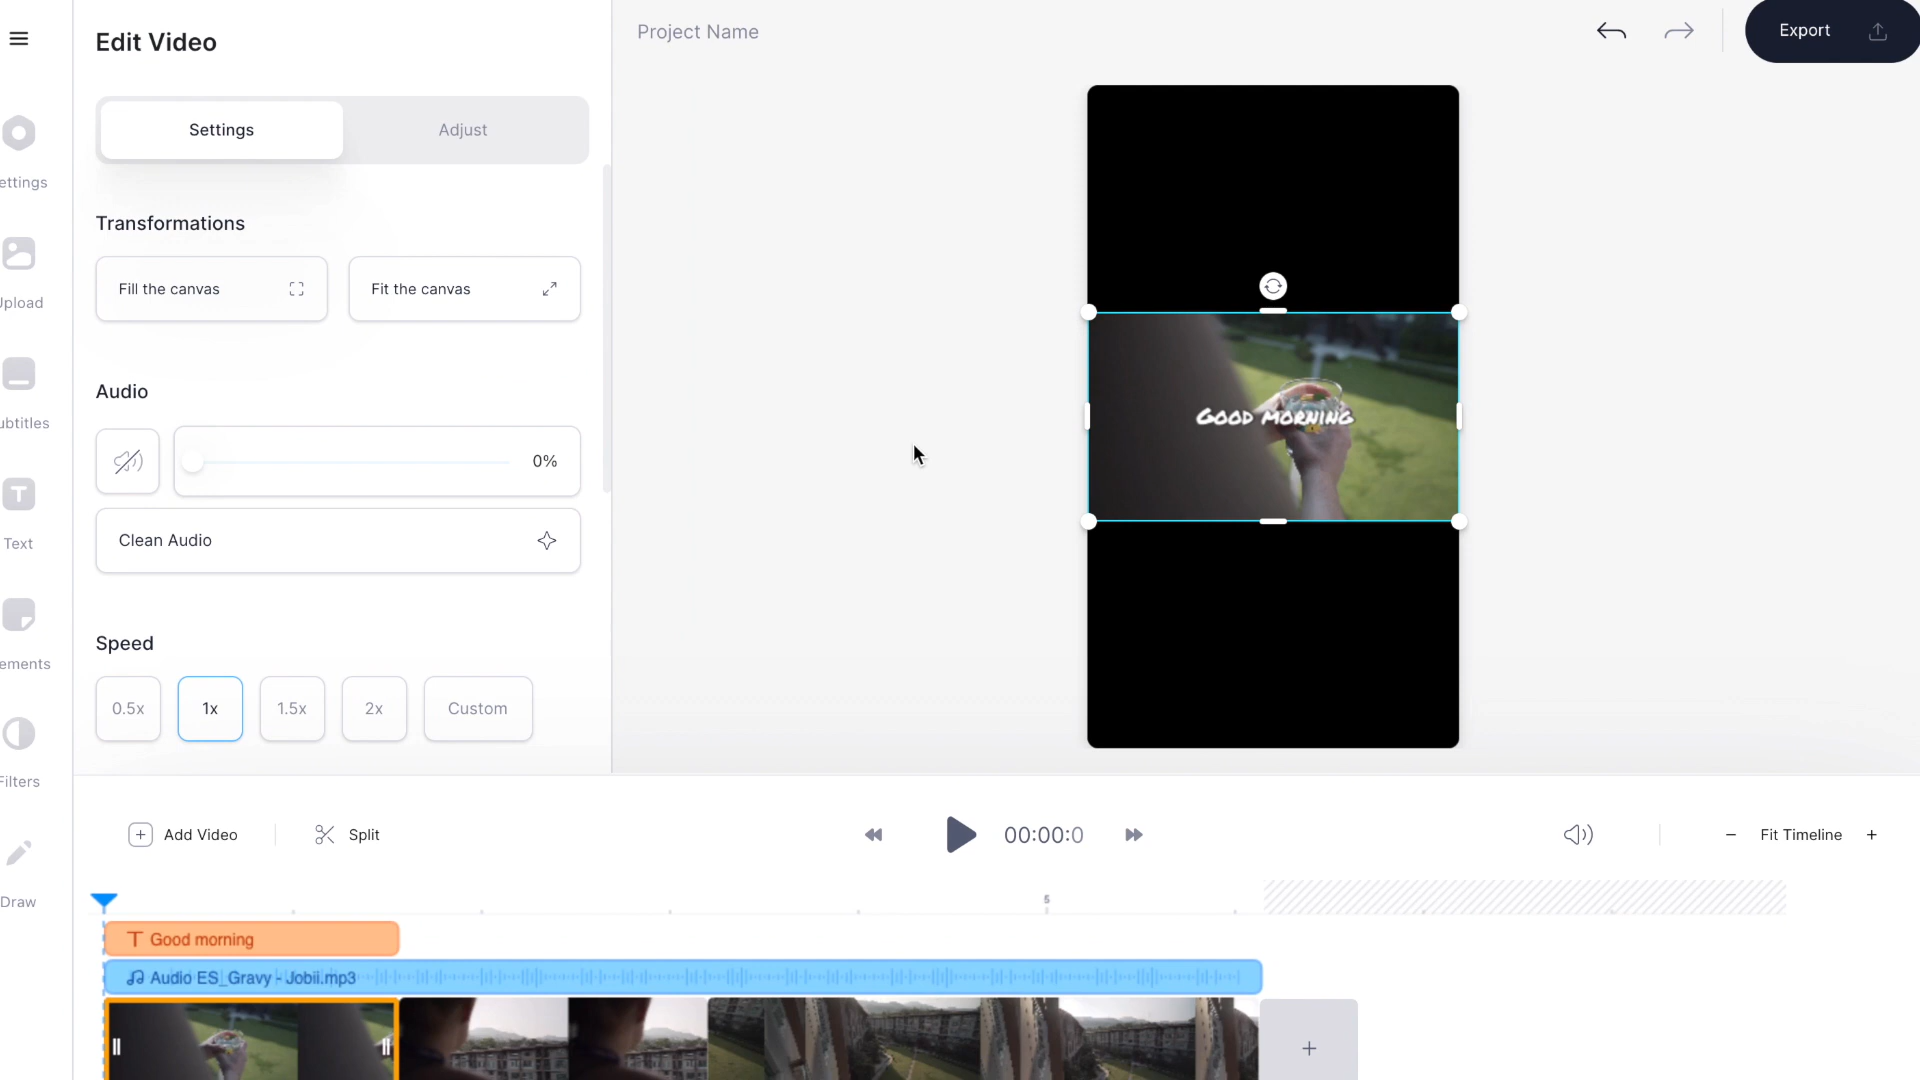 Edit Video
Project Name
Export
Settings
Adjust
ettings
Transformations
Fill the canvas
Fit the canvas
Upload
Audio
ubtitles
0%
Good morning
Clean Audio
Text
Speed
ements
0.5x
1x
1.5x
2x
Custom
Filters
Add Video
Split
00:00:0
Fit Timeline
Draw
5
T Good morning
Audio ES_Gravy - Jobii.mp3